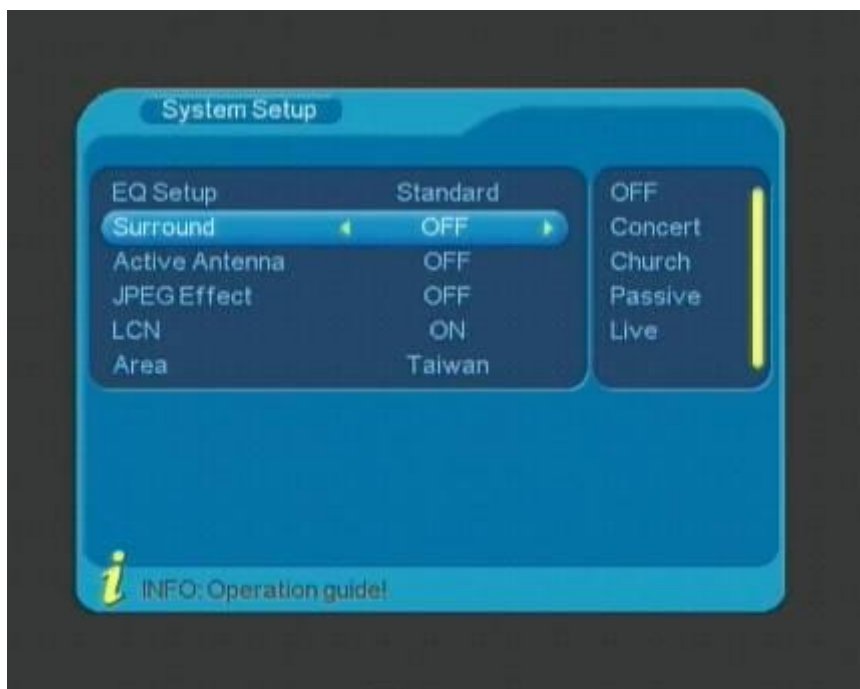 System Setup
EQ Setup Standard
Surround OFF
Active Antenna OFF
JPEG Effect OFF
LCN ON
Area Taiwan
OFF
Concert
Church
Passive
Live
i INFO: Operation guide!